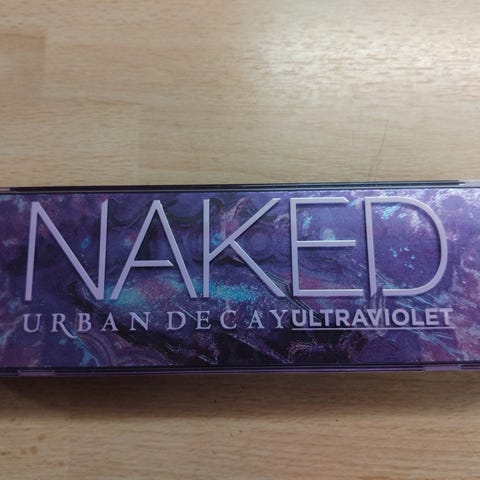 NAKED
URBAN DECAY ULTRAVIOLET